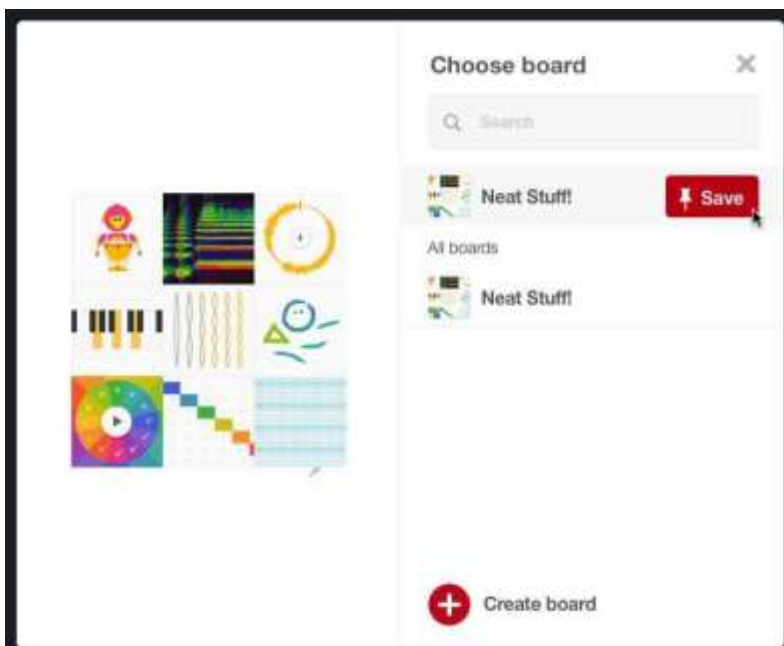 Choose board
Search
Neat Stuff!
Save
All boards
Neat Stuff!
Create board